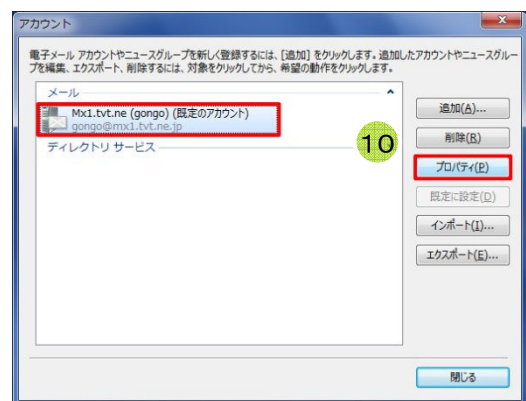 アカウント
電子メール アカウントやニュースグループを新しく登録するには、[追加] をクリックします。追加したアカウントやニュースグルー
プを編集、エクスポート、削除するには、対象をクリックしてから、希望の動作をクリックします。
メール
Mx1.tvt.ne (gongo) (既定のアカウント)
gongo@mx1.tvt.ne.jp
ディレクトリ サービス
10
追加(A)...
削除(R)
プロパティ(P)
既定に設定(D)
インポート(I)...
エクスポート(E)...
閉じる